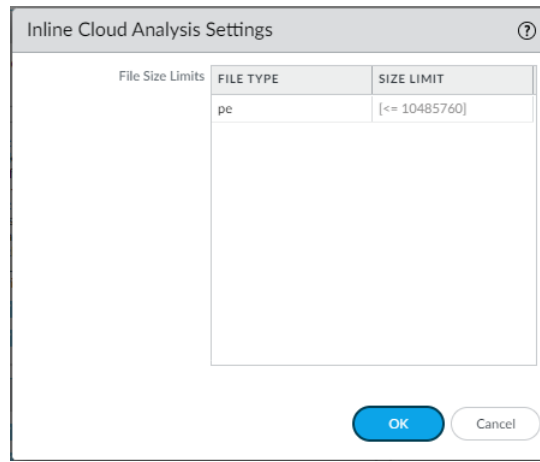 Inline Cloud Analysis Settings ?
File Size Limits FILE TYPE SIZE LIMIT
pe [<= 10485760]
OK Cancel